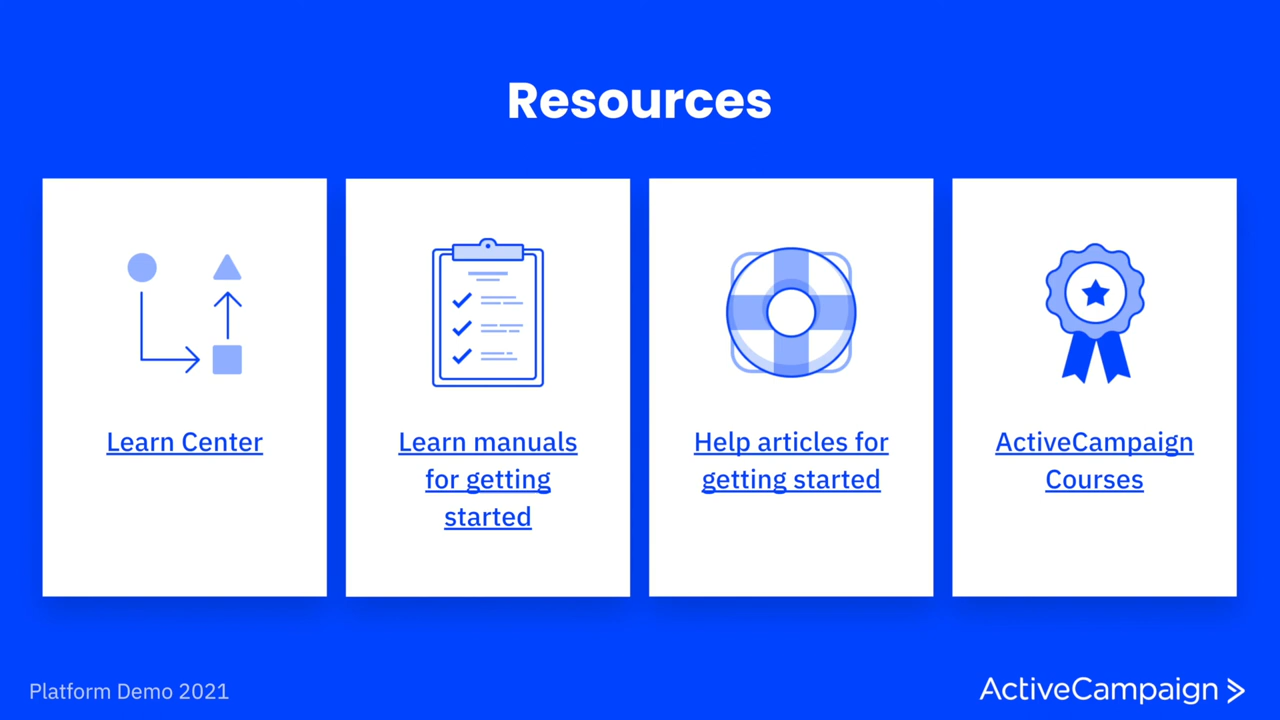 Resources
Learn Center
Learn manuals
for getting
started
Help articles for
getting started
ActiveCampaign
Courses
Platform Demo 2021
ActiveCampaign